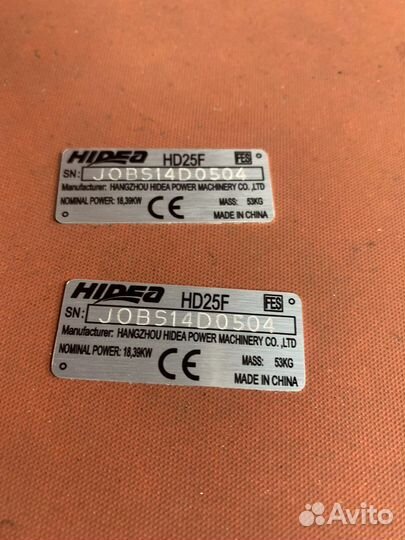 HIDEA HD25F FES
SN: JOBS14D0504
Manufacturer: HANGZHOU HIDEA POWER MACHINERY CO. ,LTD
NOMINAL POWER: 18,39KW CE MASS: 53KG
MADE IN CHINA
HIDEA HD25F FES
SN: JOBS14D0504
Manufacturer: HANGZHOU HIDEA POWER MACHINERY CO. ,LTD
NOMINAL POWER: 18,39KW CE MASS: 53KG
MADE IN CHINA
Avito